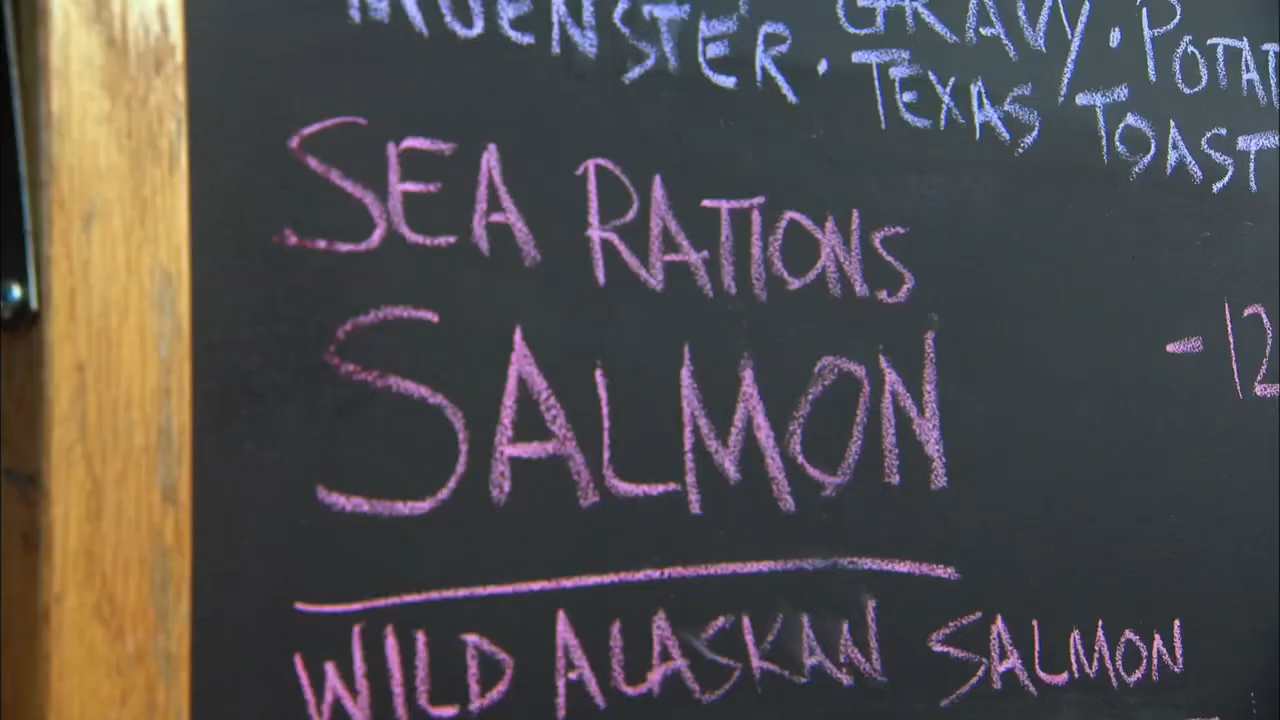 MUENSTER · GRAVY · POTAT
TEXAS TOAST
SEA RATIONS
SALMON
-12
WILD ALASKAN SALMON